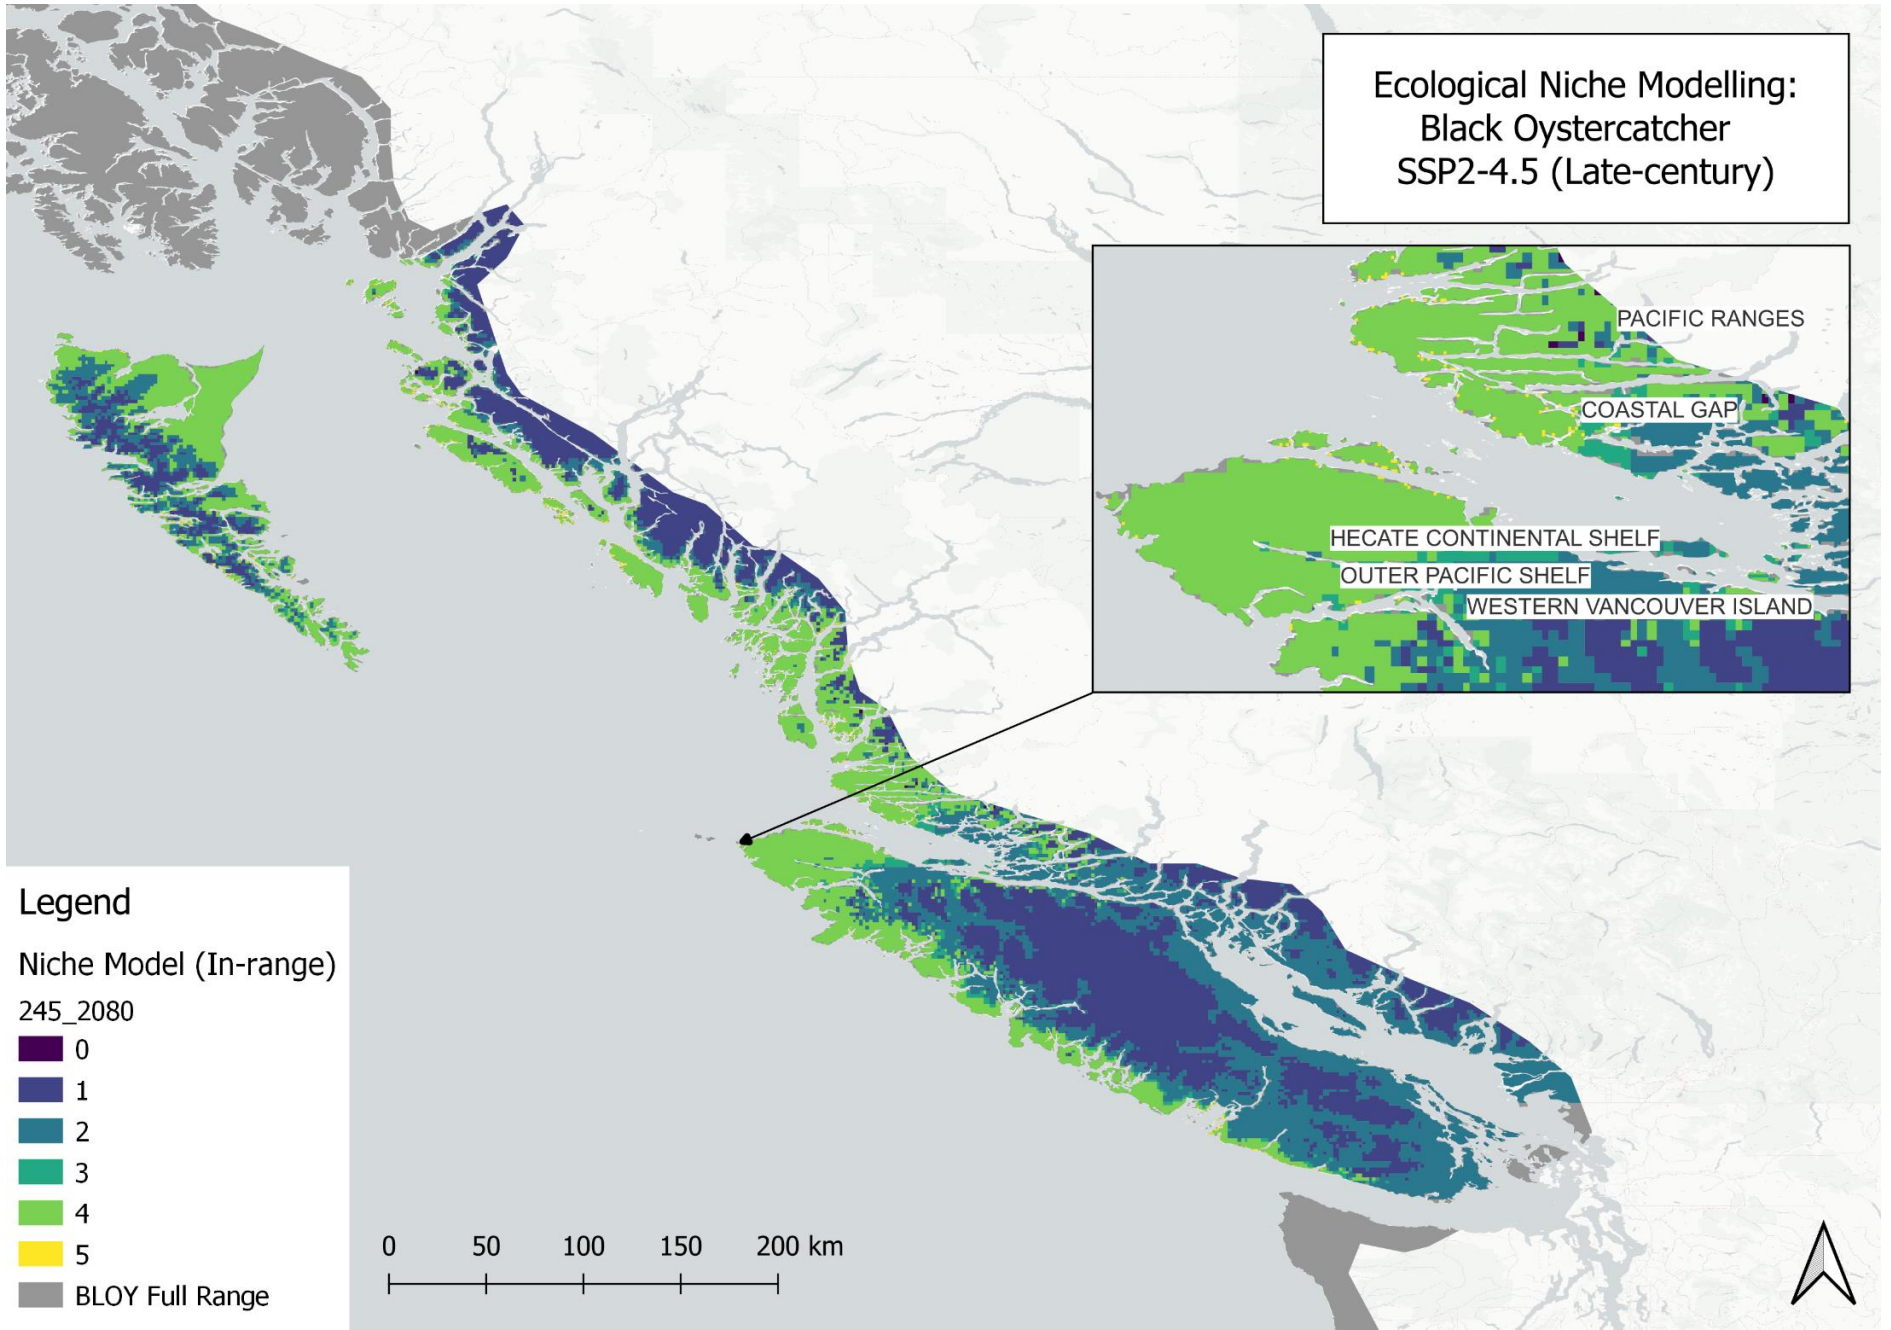 Ecological Niche Modelling:
Black Oystercatcher
SSP2-4.5 (Late-century)
PACIFIC RANGES
COASTAL GAP
HECATE CONTINENTAL SHELF
OUTER PACIFIC SHELF
WESTERN VANCOUVER ISLAND
Legend
Niche Model (In-range)
245_2080
0
1
2
3
4
5
BLOY Full Range
0 50 100 150 200 km